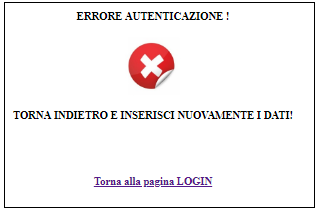 ERRORE AUTENTICAZIONE !
TORNA INDIETRO E INSERISCI NUOVAMENTE I DATI!
Torna alla pagina LOGIN